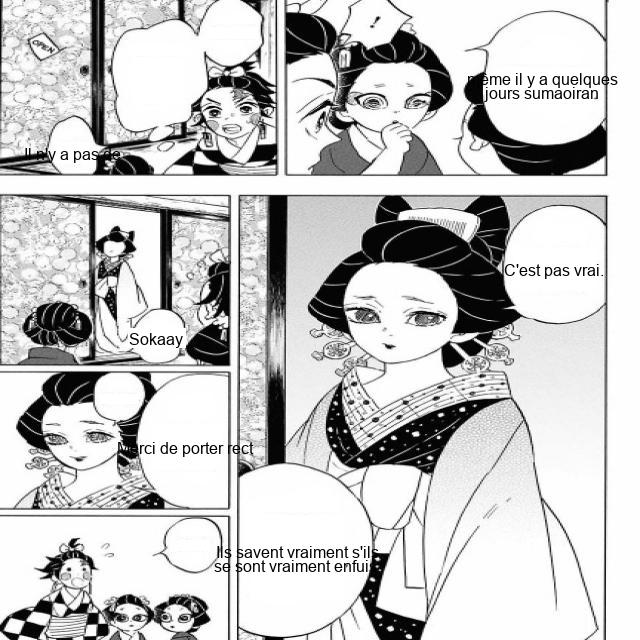 OPEN
Il n'y a pas de
!
même il y a quelques
jours sumaoiran
Sokaay
C'est pas vrai.
Merci de porter rect
Ils savent vraiment s'ils
se sont vraiment enfuis